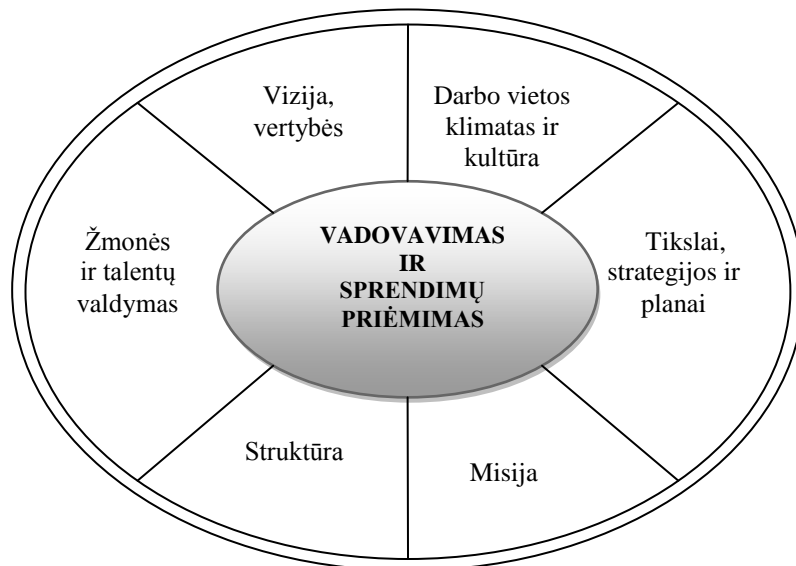 Vizija,
vertybės
Darbo vietos
klimatas ir
kultūra
Žmonės
ir talentų
valdymas
VADOVAVIMAS
IR
SPRENDIMŲ
PRIĖMIMAS
Tikslai,
strategijos ir
planai
Struktūra
Misija